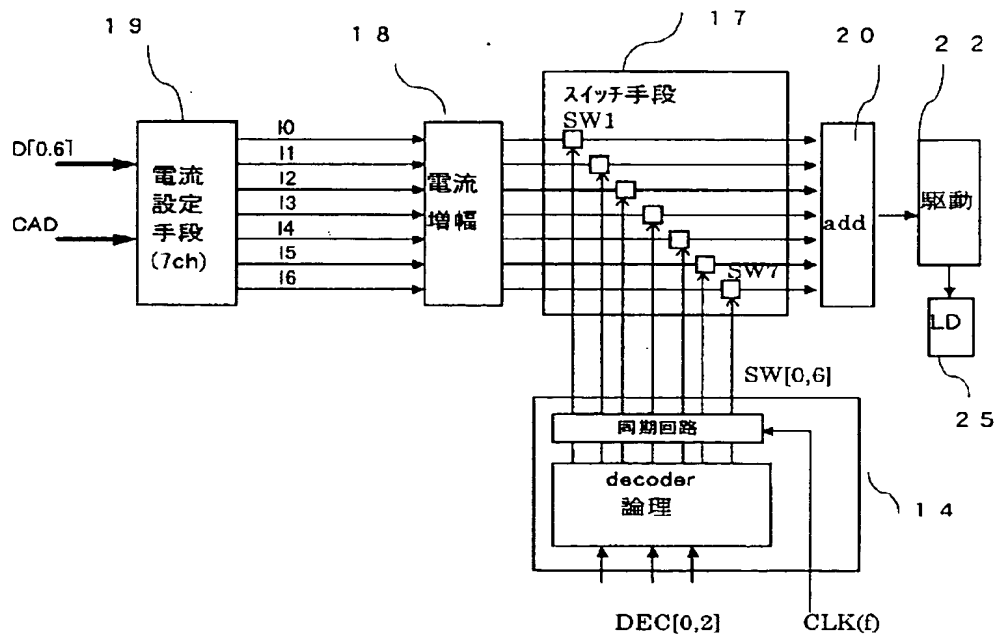 １９
１８
１７
２０
２２
D[0.6]
CAD
電流
設定
手段
(7ch)
I0
I1
I2
I3
I4
I5
I6
電流
増幅
スイッチ手段
SW1
SW7
add
駆動
LD
２５
SW[0,6]
同期回路
decoder
論理
１４
DEC[0,2]
CLK(f)